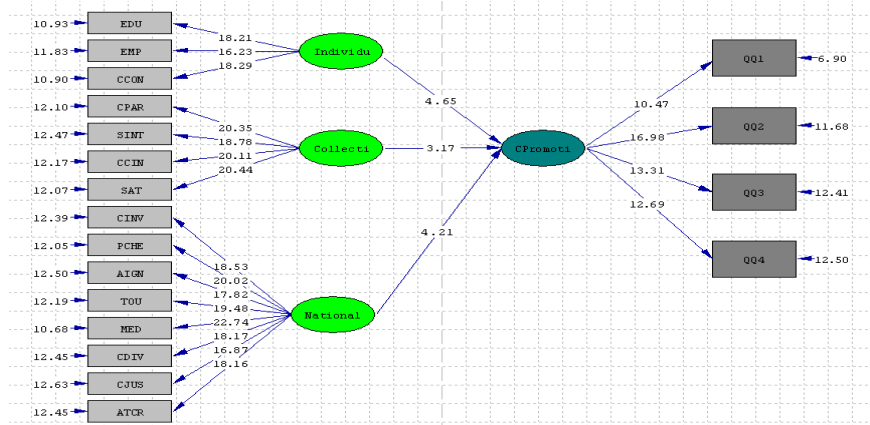 10.93 EDU
11.83 EMP
10.90 CCON
12.10 CPAR
12.47 SINT
12.17 CCIN
12.07 SAT
12.39 CINV
12.05 PCHE
12.50 AIGN
12.19 TOU
10.68 MED
12.45 CDIV
12.63 CJUS
12.45 ATCR
18.21
16.23
18.29
20.35
18.78
20.11
20.44
18.53
20.02
17.82
19.48
22.74
18.17
16.87
18.16
Individu
Collecti
National
4.65
3.17
4.21
CPromoti
10.47
16.98
13.31
12.69
QQ1 6.90
QQ2 11.68
QQ3 12.41
QQ4 12.50